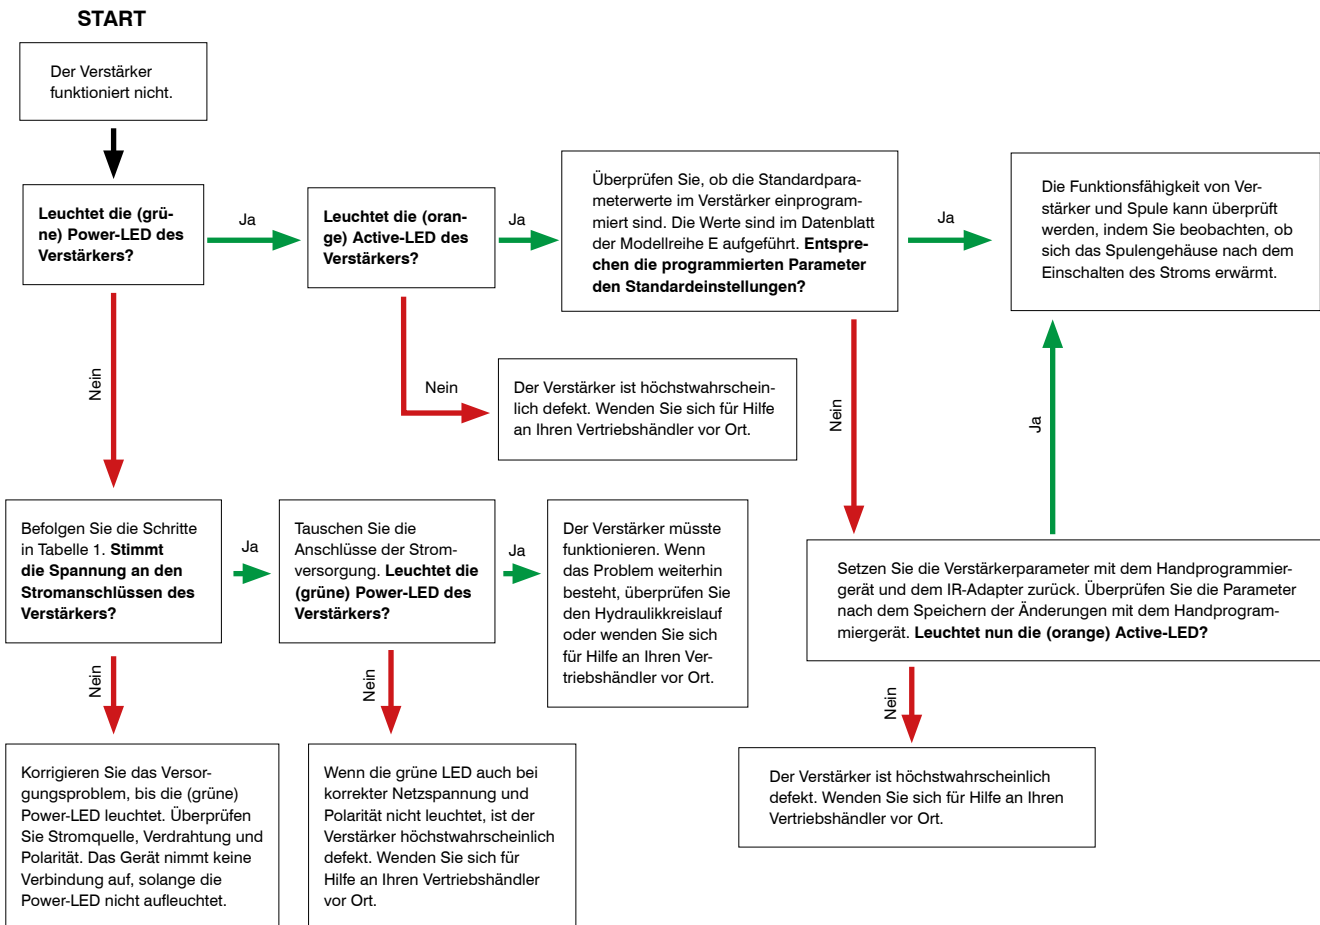 START
Der Verstärker
funktioniert nicht.
Leuchtet die (grü-
ne) Power-LED des
Verstärkers?
Ja
Leuchtet die (oran-
ge) Active-LED des
Verstärkers?
Ja
Überprüfen Sie, ob die Standardpara-
meterwerte im Verstärker einprogram-
miert sind. Die Werte sind im Datenblatt
der Modellreihe E aufgeführt. Entspre-
chen die programmierten Parameter
den Standardeinstellungen?
Ja
Die Funktionsfähigkeit von Ver-
stärker und Spule kann überprüft
werden, indem Sie beobachten, ob
sich das Spulengehäuse nach dem
Einschalten des Stroms erwärmt.
Nein
Nein
Der Verstärker ist höchstwahrschein-
lich defekt. Wenden Sie sich für Hilfe
an Ihren Vertriebshändler vor Ort.
Nein
Ja
Befolgen Sie die Schritte
in Tabelle 1. Stimmt
die Spannung an den
Stromanschlüssen des
Verstärkers?
Ja
Tauschen Sie die
Anschlüsse der Strom-
versorgung. Leuchtet die
(grüne) Power-LED des
Verstärkers?
Ja
Der Verstärker müsste
funktionieren. Wenn
das Problem weiterhin
besteht, überprüfen Sie
den Hydraulikkreislauf
oder wenden Sie sich
für Hilfe an Ihren Ver-
triebshändler vor Ort.
Setzen Sie die Verstärkerparameter mit dem Handprogrammier-
gerät und dem IR-Adapter zurück. Überprüfen Sie die Parameter
nach dem Speichern der Änderungen mit dem Handprogram-
miergerät. Leuchtet nun die (orange) Active-LED?
Nein
Nein
Nein
Korrigieren Sie das Versor-
gungsproblem, bis die (grüne)
Power-LED leuchtet. Überprüfen
Sie Stromquelle, Verdrahtung und
Polarität. Das Gerät nimmt keine
Verbindung auf, solange die
Power-LED nicht aufleuchtet.
Wenn die grüne LED auch bei
korrekter Netzspannung und
Polarität nicht leuchtet, ist der
Verstärker höchstwahrscheinlich
defekt. Wenden Sie sich für
Hilfe an Ihren Vertriebshändler
vor Ort.
Der Verstärker ist höchstwahrscheinlich
defekt. Wenden Sie sich für Hilfe an Ihren
Vertriebshändler vor Ort.